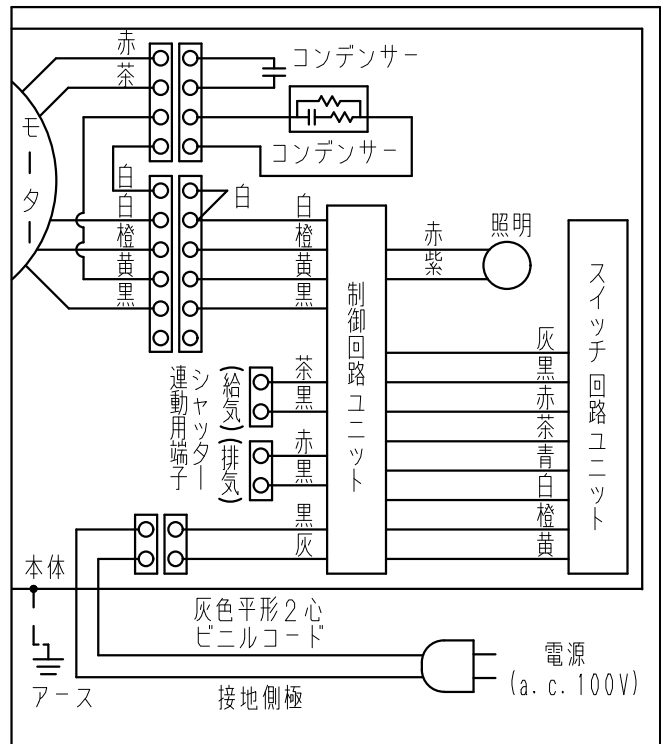 赤
コンデンサー
茶
コンデンサー
モーター
白
白
白
白
橙
橙
黄
黄
黒
黒
赤
紫
照明
制御回路ユニット
スイッチ回路ユニット
灰
黒
赤
茶
青
白
橙
黄
シャッター
連動用端子
(給気)
茶
黒
(排気)
赤
黒
黒
灰
本体
アース
灰色平形2心
ビニルコード
接地側極
電源
(a.c.100V)